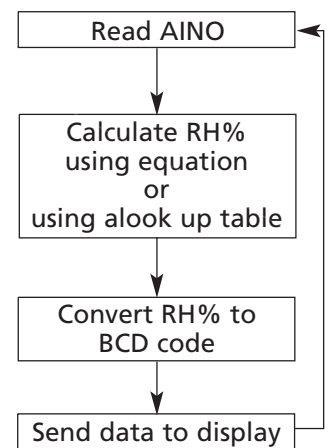 Read AINO
Calculate RH%
using equation
or
using alook up table
Convert RH% to
BCD code
Send data to display